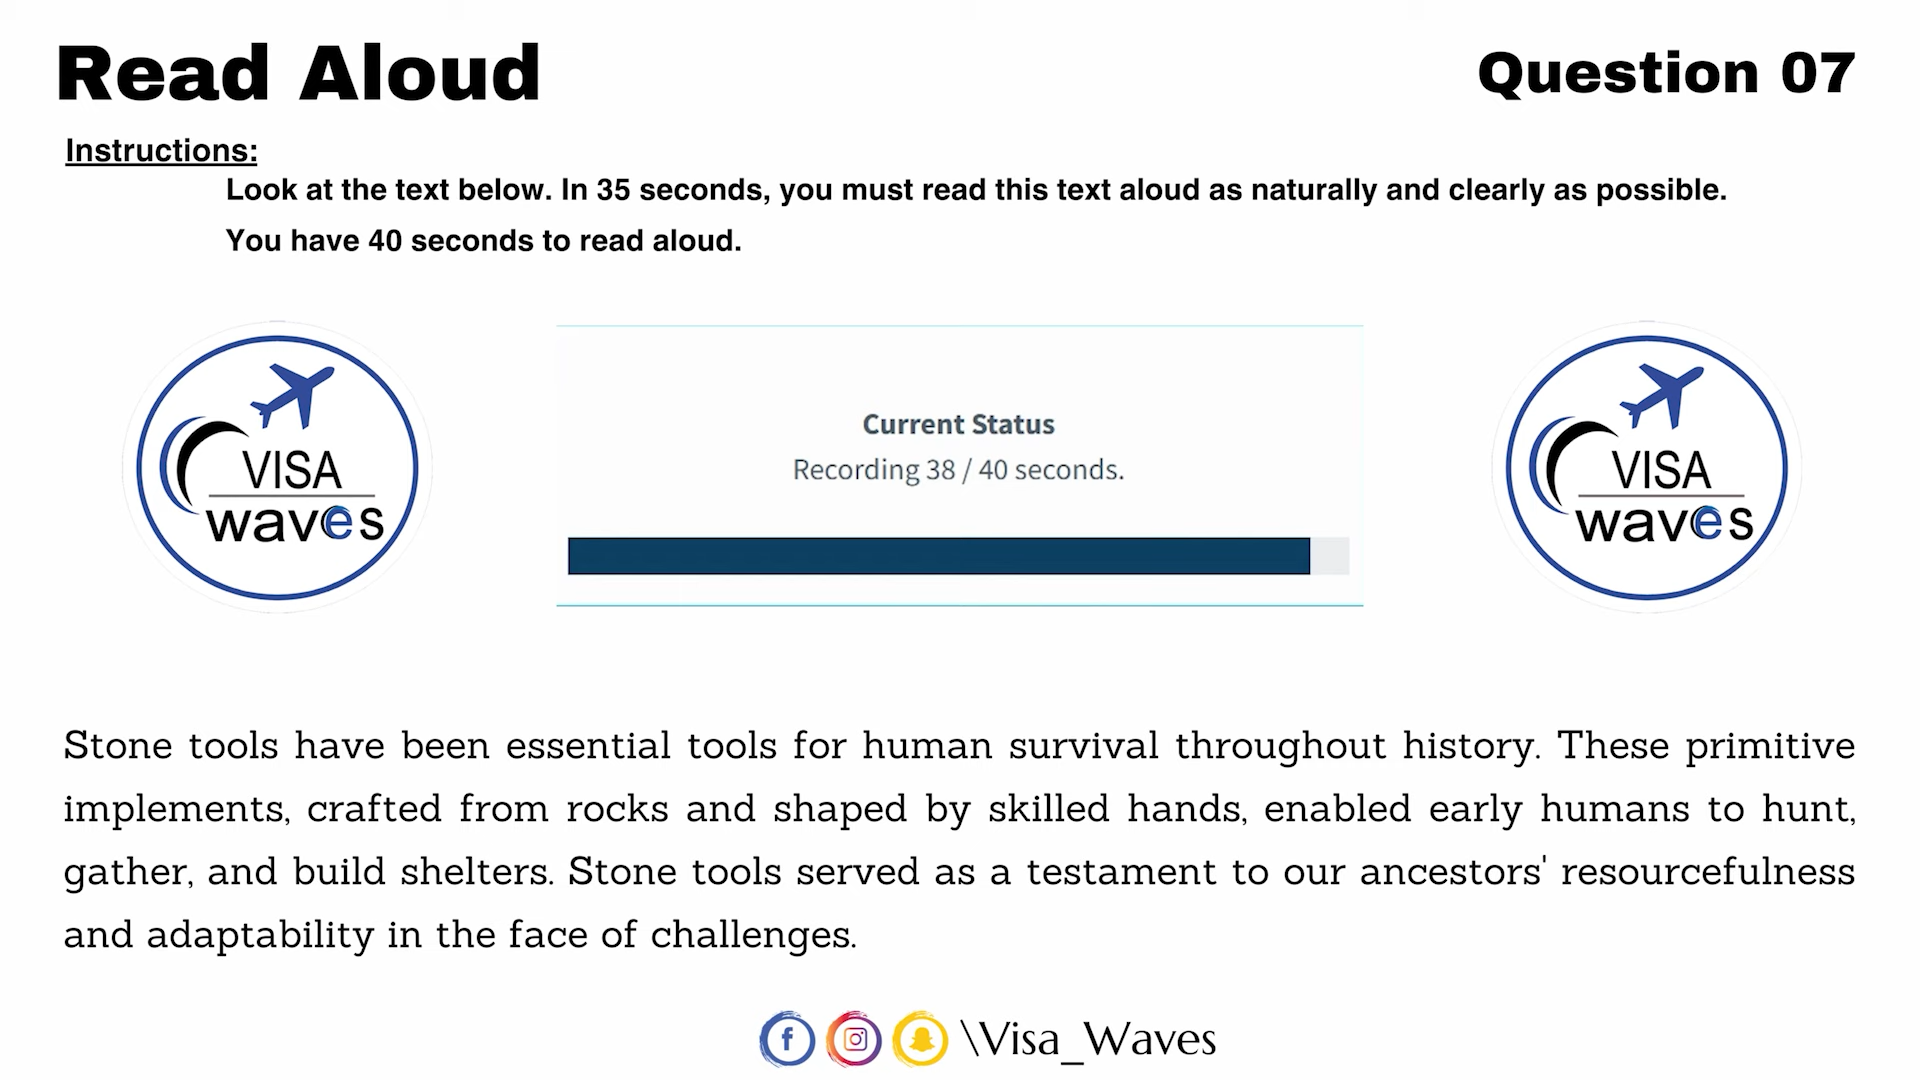 Read Aloud
Question 07
Instructions:
Look at the text below. In 35 seconds, you must read this text aloud as naturally and clearly as possible.
You have 40 seconds to read aloud.
VISA
waves
Current Status
Recording 38 / 40 seconds.
VISA
waves
Stone tools have been essential tools for human survival throughout history. These primitive
implements, crafted from rocks and shaped by skilled hands, enabled early humans to hunt,
gather, and build shelters. Stone tools served as a testament to our ancestors' resourcefulness
and adaptability in the face of challenges.
\Visa_Waves